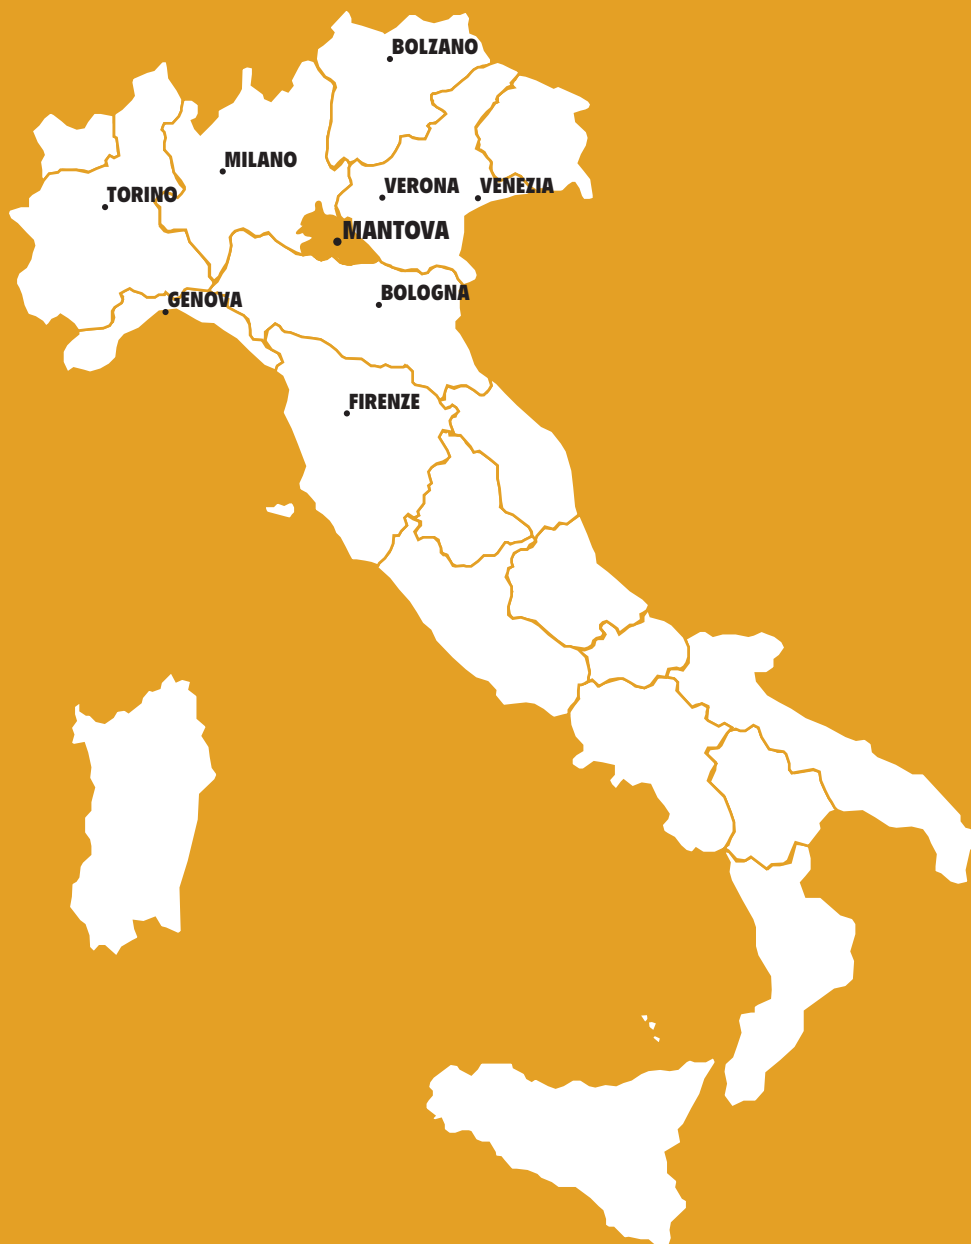 BOLZANO
MILANO
TORINO
VERONA
VENEZIA
MANTOVA
GENOVA
BOLOGNA
FIRENZE